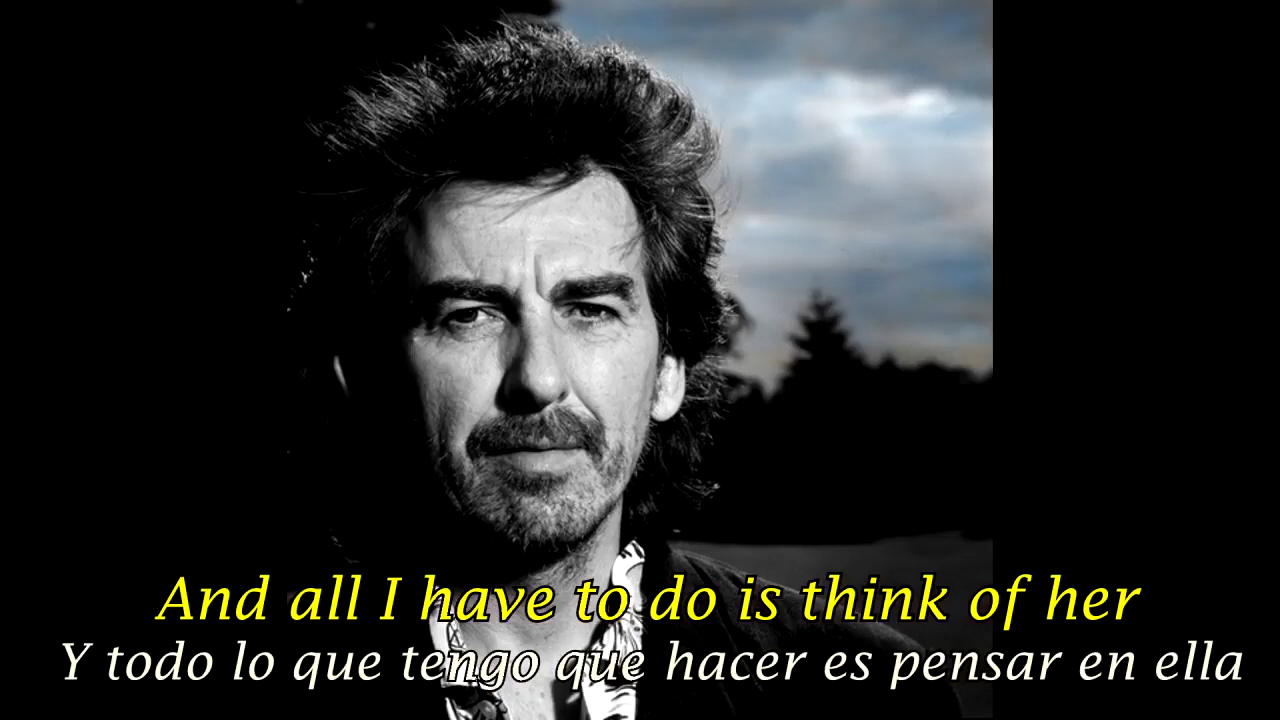 And all I have to do is think of her
Y todo lo que tengo que hacer es pensar en ella